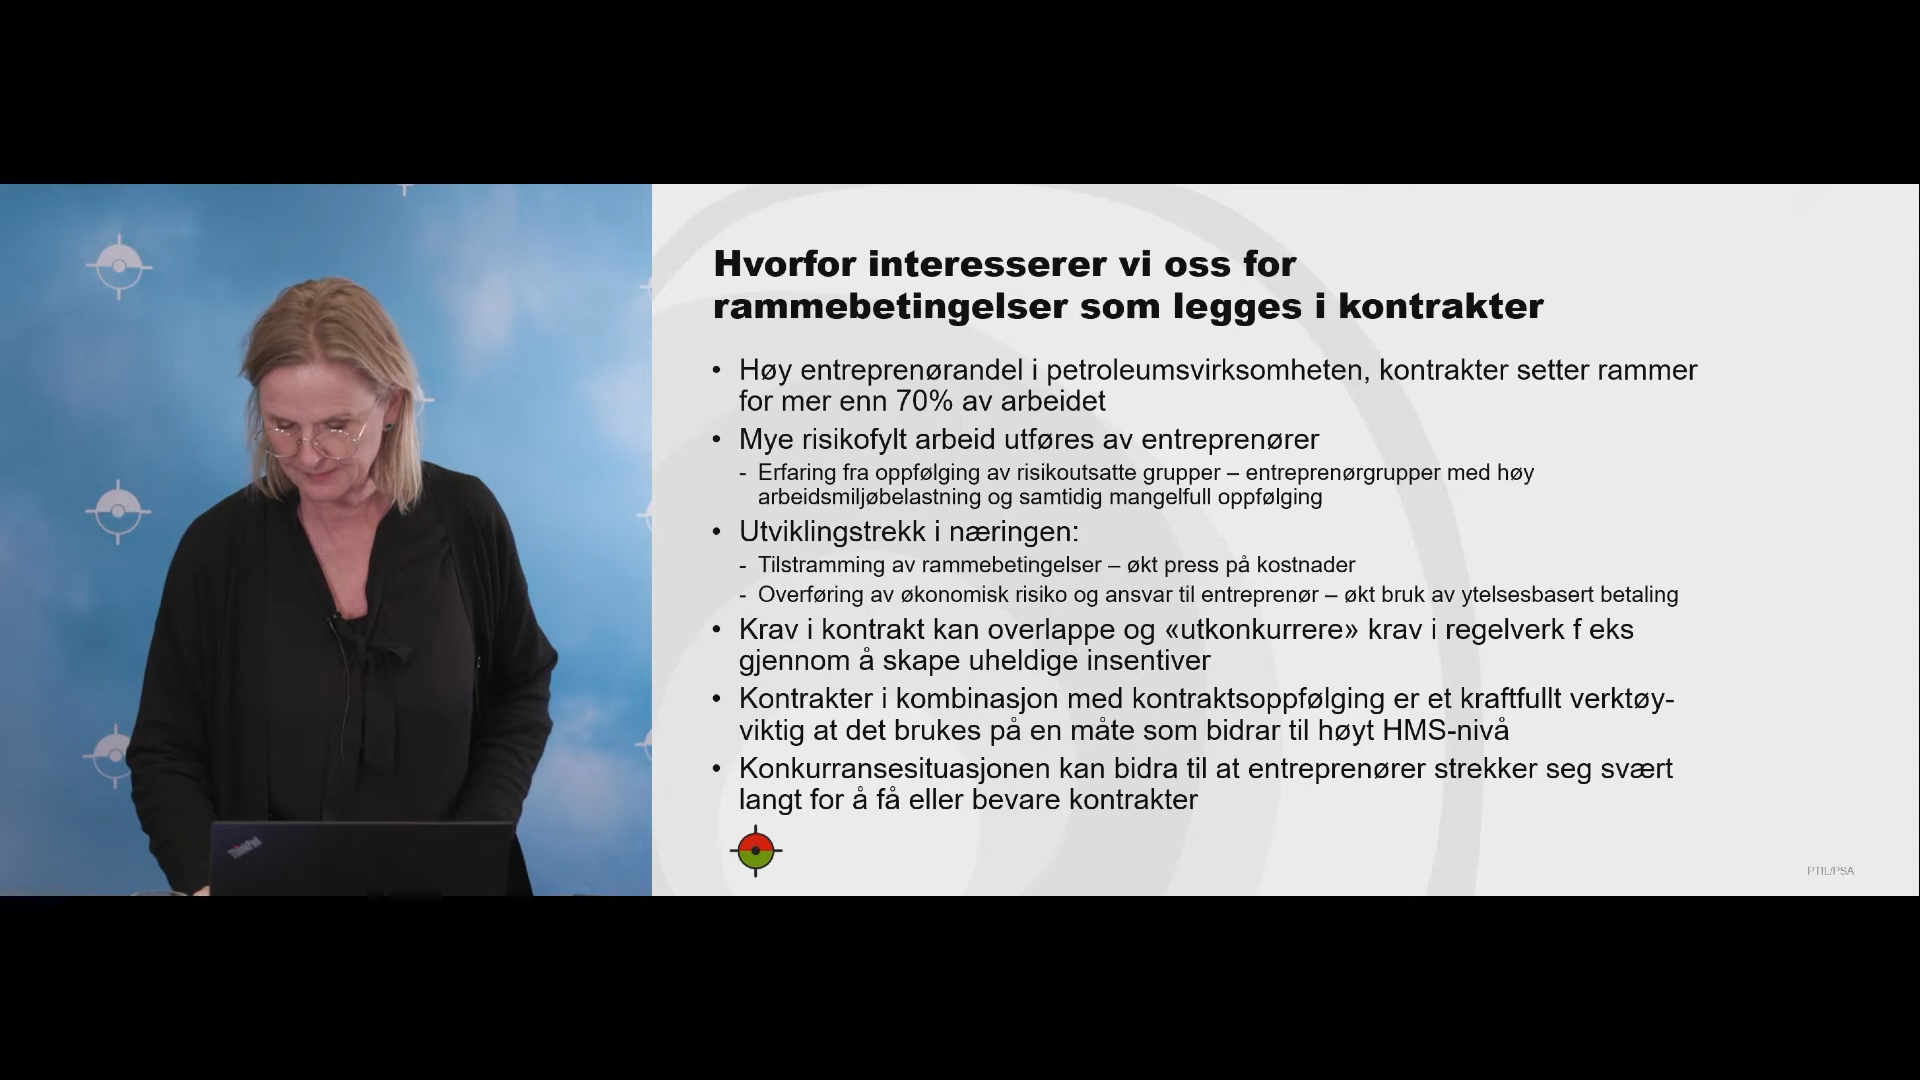 Hvorfor interesserer vi oss for
rammebetingelser som legges i kontrakter
• Høy entreprenørandel i petroleumsvirksomheten, kontrakter setter rammer
for mer enn 70% av arbeidet
• Mye risikofylt arbeid utføres av entreprenører
- Erfaring fra oppfølging av risikoutsatte grupper – entreprenørgrupper med høy
arbeidsmiljøbelastning og samtidig mangelfull oppfølging
• Utviklingstrekk i næringen:
- Tilstramming av rammebetingelser – økt press på kostnader
- Overføring av økonomisk risiko og ansvar til entreprenør – økt bruk av ytelsesbasert betaling
• Krav i kontrakt kan overlappe og «utkonkurrere» krav i regelverk f eks
gjennom å skape uheldige insentiver
• Kontrakter i kombinasjon med kontraktsoppfølging er et kraftfullt verktøy-
viktig at det brukes på en måte som bidrar til høyt HMS-nivå
• Konkurransesituasjonen kan bidra til at entreprenører strekker seg svært
langt for å få eller bevare kontrakter
PTIL/PSA
ThinkPad